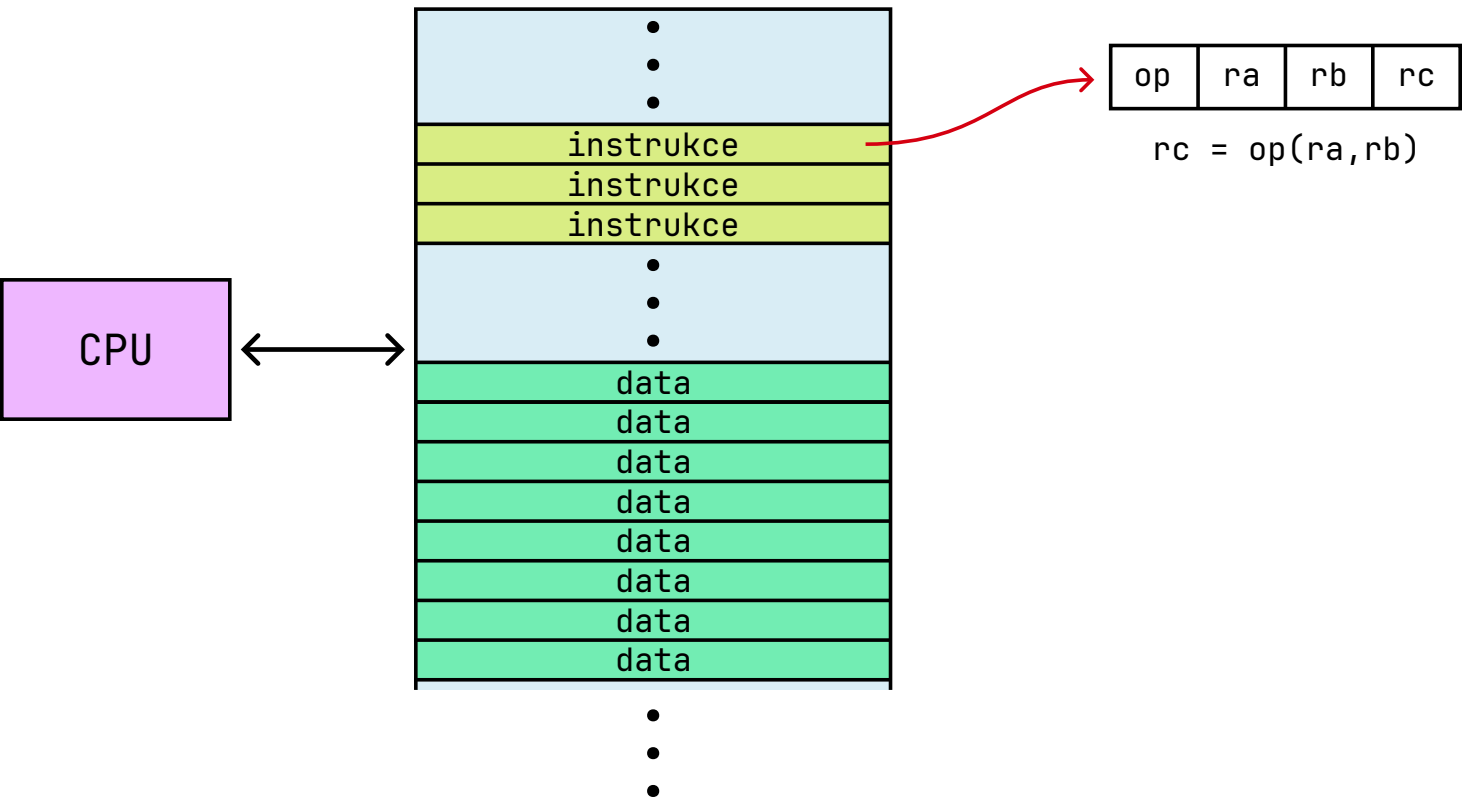 op ra rb rc
rc = op(ra,rb)
instrukce
instrukce
instrukce
CPU
data
data
data
data
data
data
data
data